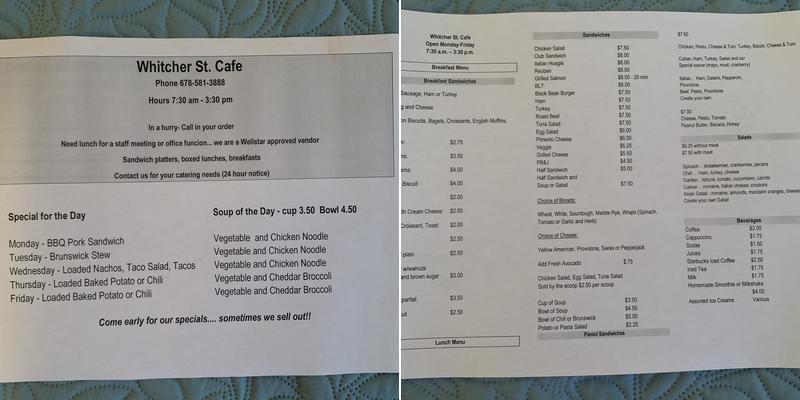 Whitcher St. Cafe
Phone 678-581-3888
Hours 7:30 am - 3:30 pm
In a hurry- Call in your order
Need lunch for a staff meeting or office funcion... we are a Wellstar approved vendor
Sandwich platters, boxed lunches, breakfasts
Contact us for your catering needs (24 hour notice)
Special for the Day
Monday - BBQ Pork Sandwich
Tuesday - Brunswick Stew
Wednesday - Loaded Nachos, Taco Salad, Tacos
Thursday - Loaded Baked Potato or Chili
Friday - Loaded Baked Potato or Chili
Soup of the Day - cup 3.50 Bowl 4.50
Vegetable and Chicken Noodle
Vegetable and Chicken Noodle
Vegetable and Chicken Noodle
Vegetable and Cheddar Broccoli
Vegetable and Cheddar Broccoli
Come early for our specials.... sometimes we sell out!!
Whitcher St. Cafe
Open Monday-Friday
7:30 a.m. – 3:30 p.m.
Breakfast Menu
Breakfast Sandwiches
Sausage, Ham or Turkey
and Cheese
on Biscuits, Bagels, Croissants, English Muffins,
$2.75
$3.50
$4.00
Biscuit $4.00
$2.00
Cream Cheese $2.50
Croissant, Toast $2.00
$2.50
plain $2.50
w/walnuts
and brown sugar $3.00
parfait $3.50
$2.50
Lunch Menu
Sandwiches
Chicken Salad $7.50
Club Sandwich $8.00
Italian Hoagie $8.00
Reuben $8.00
Grilled Salmon $8.00 - 20 min
BLT $8.00
Black Bean Burger $7.50
Ham $7.50
Turkey $7.50
Roast Beef $7.50
Tuna Salad $7.50
Egg Salad $6.00
Pimento Cheese $6.00
Veggie $6.25
Grilled Cheese $5.50
PB&J $4.50
Half Sandwich $5.00
Half Sandwich and
Soup or Salad $7.50
Choice of Breads:
Wheat, White, Sourdough, Marble Rye, Wraps (Spinach,
Tomato or Garlic and Herb)
Choice of Cheese:
Yellow American, Provolone, Swiss or Pepperjack
Add Fresh Avocado $.75
Chicken Salad, Egg Salad, Tuna Salad
Sold by the scoop $2.50 per scoop
Cup of Soup $3.50
Bowl of Soup $4.50
Bowl of Chili or Brunswick $5.00
Potato or Pasta Salad $2.25
Panini Sandwiches
$7.50
Chicken, Pesto, Cheese & Tom. Turkey, Bacon, Cheese & Tom
Cuban. Ham, Turkey, Swiss and our
Special sauce (mayo, must, cranberry)
Italian... Ham, Salami, Pepperoni,
Provolone.
Beef, Pesto, Provolone
Create your own
$7.00
Cheese, Pesto, Tomato
Peanut Butter, Banana, Honey
Salads
$6.25 without meat
$7.50 with meat
Spinach... strawberries, cranberries, pecans
Chef.... Ham, turkey, cheese
Garden.. lettuce, tomato, cucumbers, carrots
Caesar... romaine, Italian cheese, croutons
Asian Salad...romaine, almonds, mandarin oranges, cheese
Create your own Salad
Beverages
Coffee $2.00
Cappuccino $1.75
Sodas $1.50
Juices $1.75
Starbucks Iced Coffee $2.50
Iced Tea $1.75
Milk $1.75
Homemade Smoothie or Milkshake
$4.00
Assorted Ice Creams Various